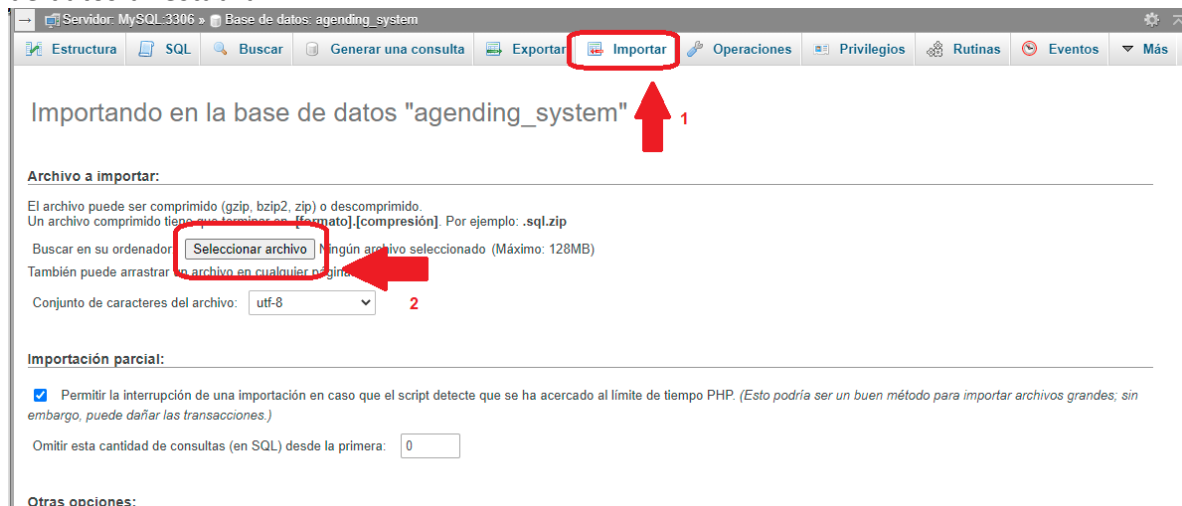 Servidor: MySQL:3306 » Base de datos: agending_system
Estructura SQL Buscar Generar una consulta Exportar Importar Operaciones Privilegios Rutinas Eventos Más
Importando en la base de datos "agending_system"
1
Archivo a importar:
El archivo puede ser comprimido (gzip, bzip2, zip) o descomprimido.
Un archivo comprimido tiene que terminar en .[formato].[compresión]. Por ejemplo: .sql.zip
Buscar en su ordenador: Seleccionar archivo Ningún archivo seleccionado (Máximo: 128MB)
También puede arrastrar un archivo en cualquier página
Conjunto de caracteres del archivo: utf-8
2
Importación parcial:
Permitir la interrupción de una importación en caso que el script detecte que se ha acercado al límite de tiempo PHP. (Esto podría ser un buen método para importar archivos grandes; sin
embargo, puede dañar las transacciones.)
Omitir esta cantidad de consultas (en SQL) desde la primera: 0
Otras opciones: